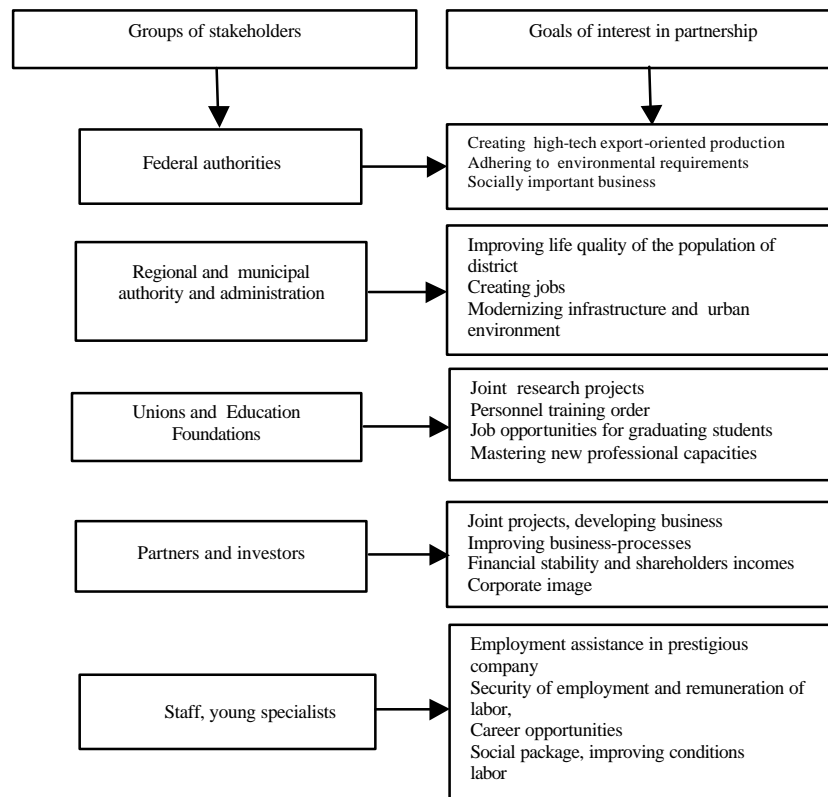 Groups of stakeholders
Goals of interest in partnership
Federal authorities
Creating high-tech export-oriented production
Adhering to environmental requirements
Socially important business
Regional and municipal
authority and administration
Improving life quality of the population of
district
Creating jobs
Modernizing infrastructure and urban
environment
Unions and Education
Foundations
Joint research projects
Personnel training order
Job opportunities for graduating students
Mastering new professional capacities
Partners and investors
Joint projects, developing business
Improving business-processes
Financial stability and shareholders incomes
Corporate image
Staff, young specialists
Employment assistance in prestigious
company
Security of employment and remuneration of
labor,
Career opportunities
Social package, improving conditions
labor